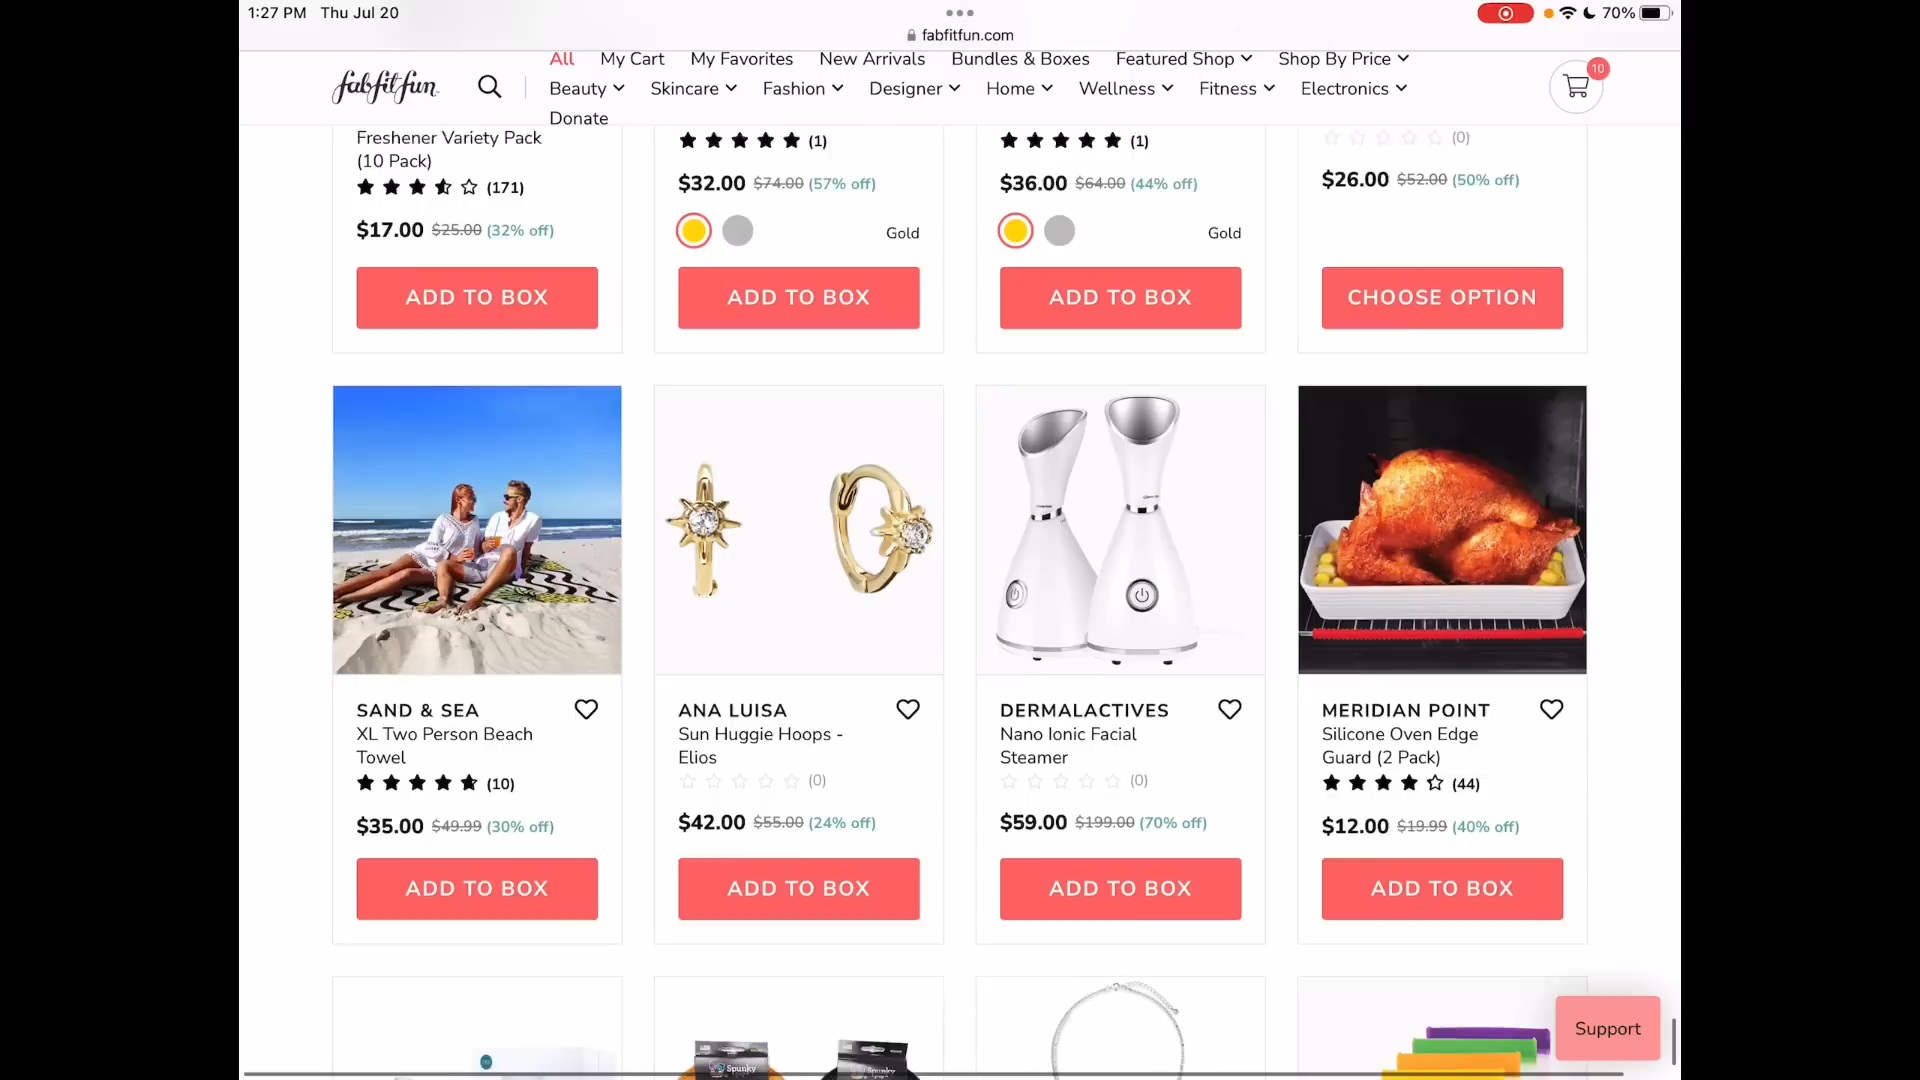 1:27 PM Thu Jul 20
70%
fabfitfun.com
fabfitfun
All My Cart My Favorites New Arrivals Bundles & Boxes Featured Shop Shop By Price
Beauty Skincare Fashion Designer Home Wellness Fitness Electronics
Donate
10
Freshener Variety Pack
(10 Pack)
(171)
$17.00 $25.00 (32% off)
ADD TO BOX
(1)
$32.00 $74.00 (57% off)
Gold
ADD TO BOX
(1)
$36.00 $64.00 (44% off)
Gold
ADD TO BOX
(0)
$26.00 $52.00 (50% off)
CHOOSE OPTION
SAND & SEA
XL Two Person Beach
Towel
(10)
$35.00 $49.99 (30% off)
ADD TO BOX
ANA LUISA
Sun Huggie Hoops -
Elios
(0)
$42.00 $55.00 (24% off)
ADD TO BOX
DERMALACTIVES
Nano Ionic Facial
Steamer
(0)
$59.00 $199.00 (70% off)
ADD TO BOX
MERIDIAN POINT
Silicone Oven Edge
Guard (2 Pack)
(44)
$12.00 $19.99 (40% off)
ADD TO BOX
Spunky
Spunky
Support